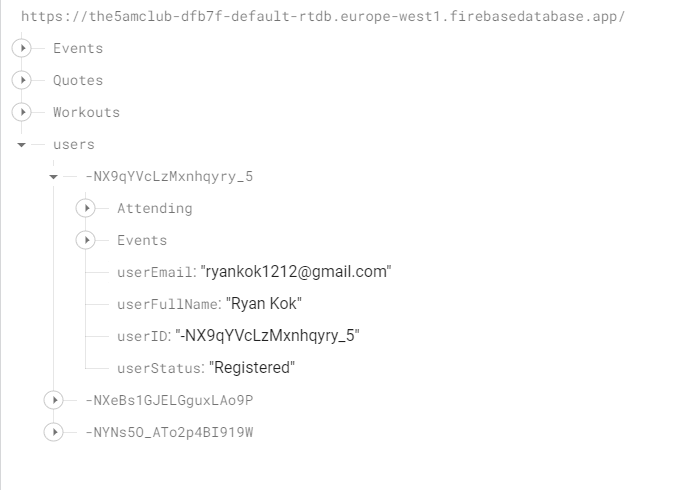 https://the5amclub-dfb7f-default-rtdb.europe-west1.firebasedatabase.app/
Events
Quotes
Workouts
users
-NX9qYVcLzMxnhqyry_5
Attending
Events
userEmail: "ryankok1212@gmail.com"
userFullName: "Ryan Kok"
userID: "-NX9qYVcLzMxnhqyry_5"
userStatus: "Registered"
-NXeBs1GJELGguxLAo9P
-NYNs5O_ATo2p4BI919W